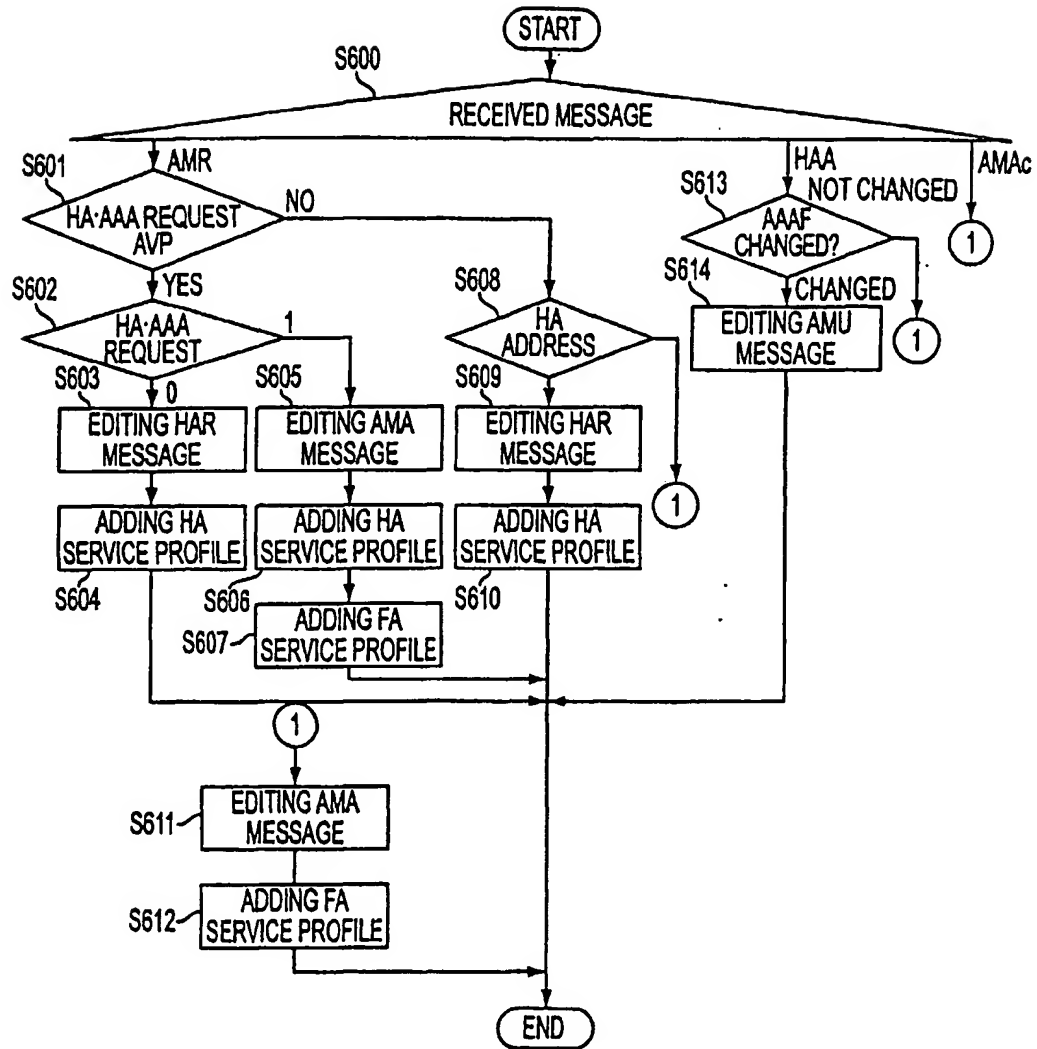 START
S600
RECEIVED MESSAGE
AMR
HAA
AMAc
S601
HA·AAA REQUEST
AVP
NO
S613
NOT CHANGED
AAAF
CHANGED?
1
YES
S602
HA·AAA
REQUEST
1
S608
HA
ADDRESS
S614
CHANGED
EDITING AMU
MESSAGE
1
S603
0
EDITING HAR
MESSAGE
S605
EDITING AMA
MESSAGE
S609
EDITING HAR
MESSAGE
1
ADDING HA
SERVICE PROFILE
S604
ADDING HA
SERVICE PROFILE
S606
ADDING HA
SERVICE PROFILE
S610
S607
ADDING FA
SERVICE PROFILE
1
S611
EDITING AMA
MESSAGE
S612
ADDING FA
SERVICE PROFILE
END